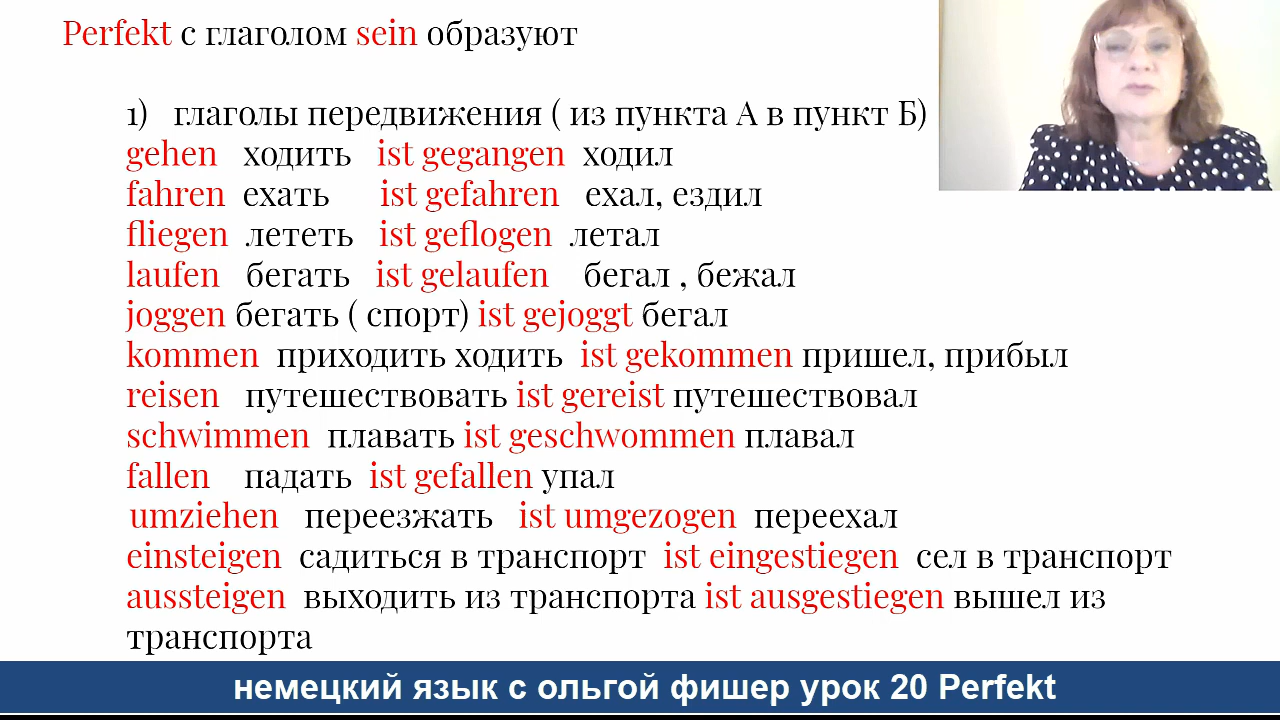 Perfekt с глаголом sein образуют
1) глаголы передвижения ( из пункта А в пункт Б)
gehen ходить ist gegangen ходил
fahren ехать ist gefahren ехал, ездил
fliegen лететь ist geflogen летал
laufen бегать ist gelaufen бегал , бежал
joggen бегать ( спорт) ist gejoggt бегал
kommen приходить ходить ist gekommen пришел, прибыл
reisen путешествовать ist gereist путешествовал
schwimmen плавать ist geschwommen плавал
fallen падать ist gefallen упал
umziehen переезжать ist umgezogen переехал
einsteigen садиться в транспорт ist eingestiegen сел в транспорт
aussteigen выходить из транспорта ist ausgestiegen вышел из
транспорта
немецкий язык с ольгой фишер урок 20 Perfekt